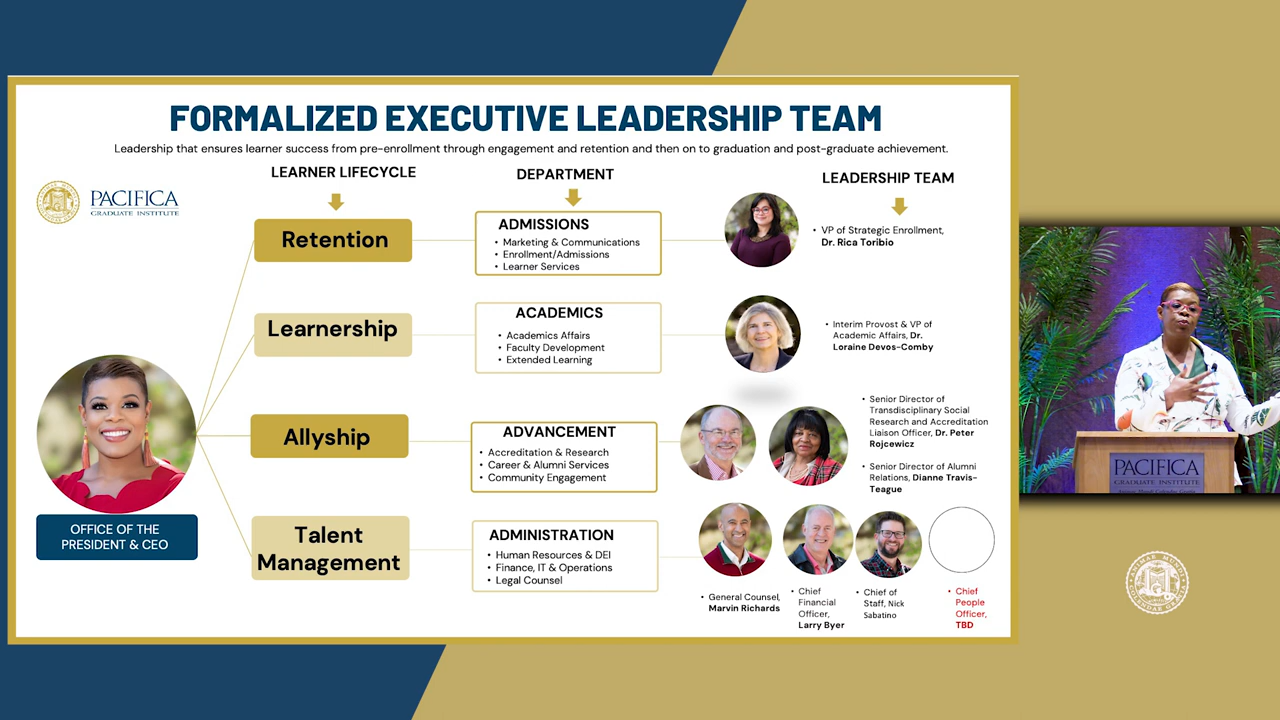 FORMALIZED EXECUTIVE LEADERSHIP TEAM
Leadership that ensures learner success from pre-enrollment through engagement and retention and then on to graduation and post-graduate achievement.
PACIFICA
GRADUATE INSTITUTE
LEARNER LIFECYCLE
DEPARTMENT
LEADERSHIP TEAM
Retention
ADMISSIONS
• Marketing & Communications
• Enrollment/Admissions
• Learner Services
• VP of Strategic Enrollment,
Dr. Rica Toribio
Learnership
ACADEMICS
• Academics Affairs
• Faculty Development
• Extended Learning
• Interim Provost & VP of
Academic Affairs, Dr.
Loraine Devos-Comby
Allyship
ADVANCEMENT
• Accreditation & Research
• Career & Alumni Services
• Community Engagement
• Senior Director of
Transdisciplinary Social
Research and Accreditation
Liaison Officer, Dr. Peter
Rojcewicz
• Senior Director of Alumni
Relations, Dianne Travis-
Teague
OFFICE OF THE
PRESIDENT & CEO
Talent
Management
ADMINISTRATION
• Human Resources & DEI
• Finance, IT & Operations
• Legal Counsel
• General Counsel,
Marvin Richards
• Chief
Financial
Officer,
Larry Byer
• Chief of
Staff, Nick
Sabatino
• Chief
People
Officer,
TBD
PACIFICA
GRADUATE INSTITUTE
ANIMAE MUNDI
COLENDAE GRATIA